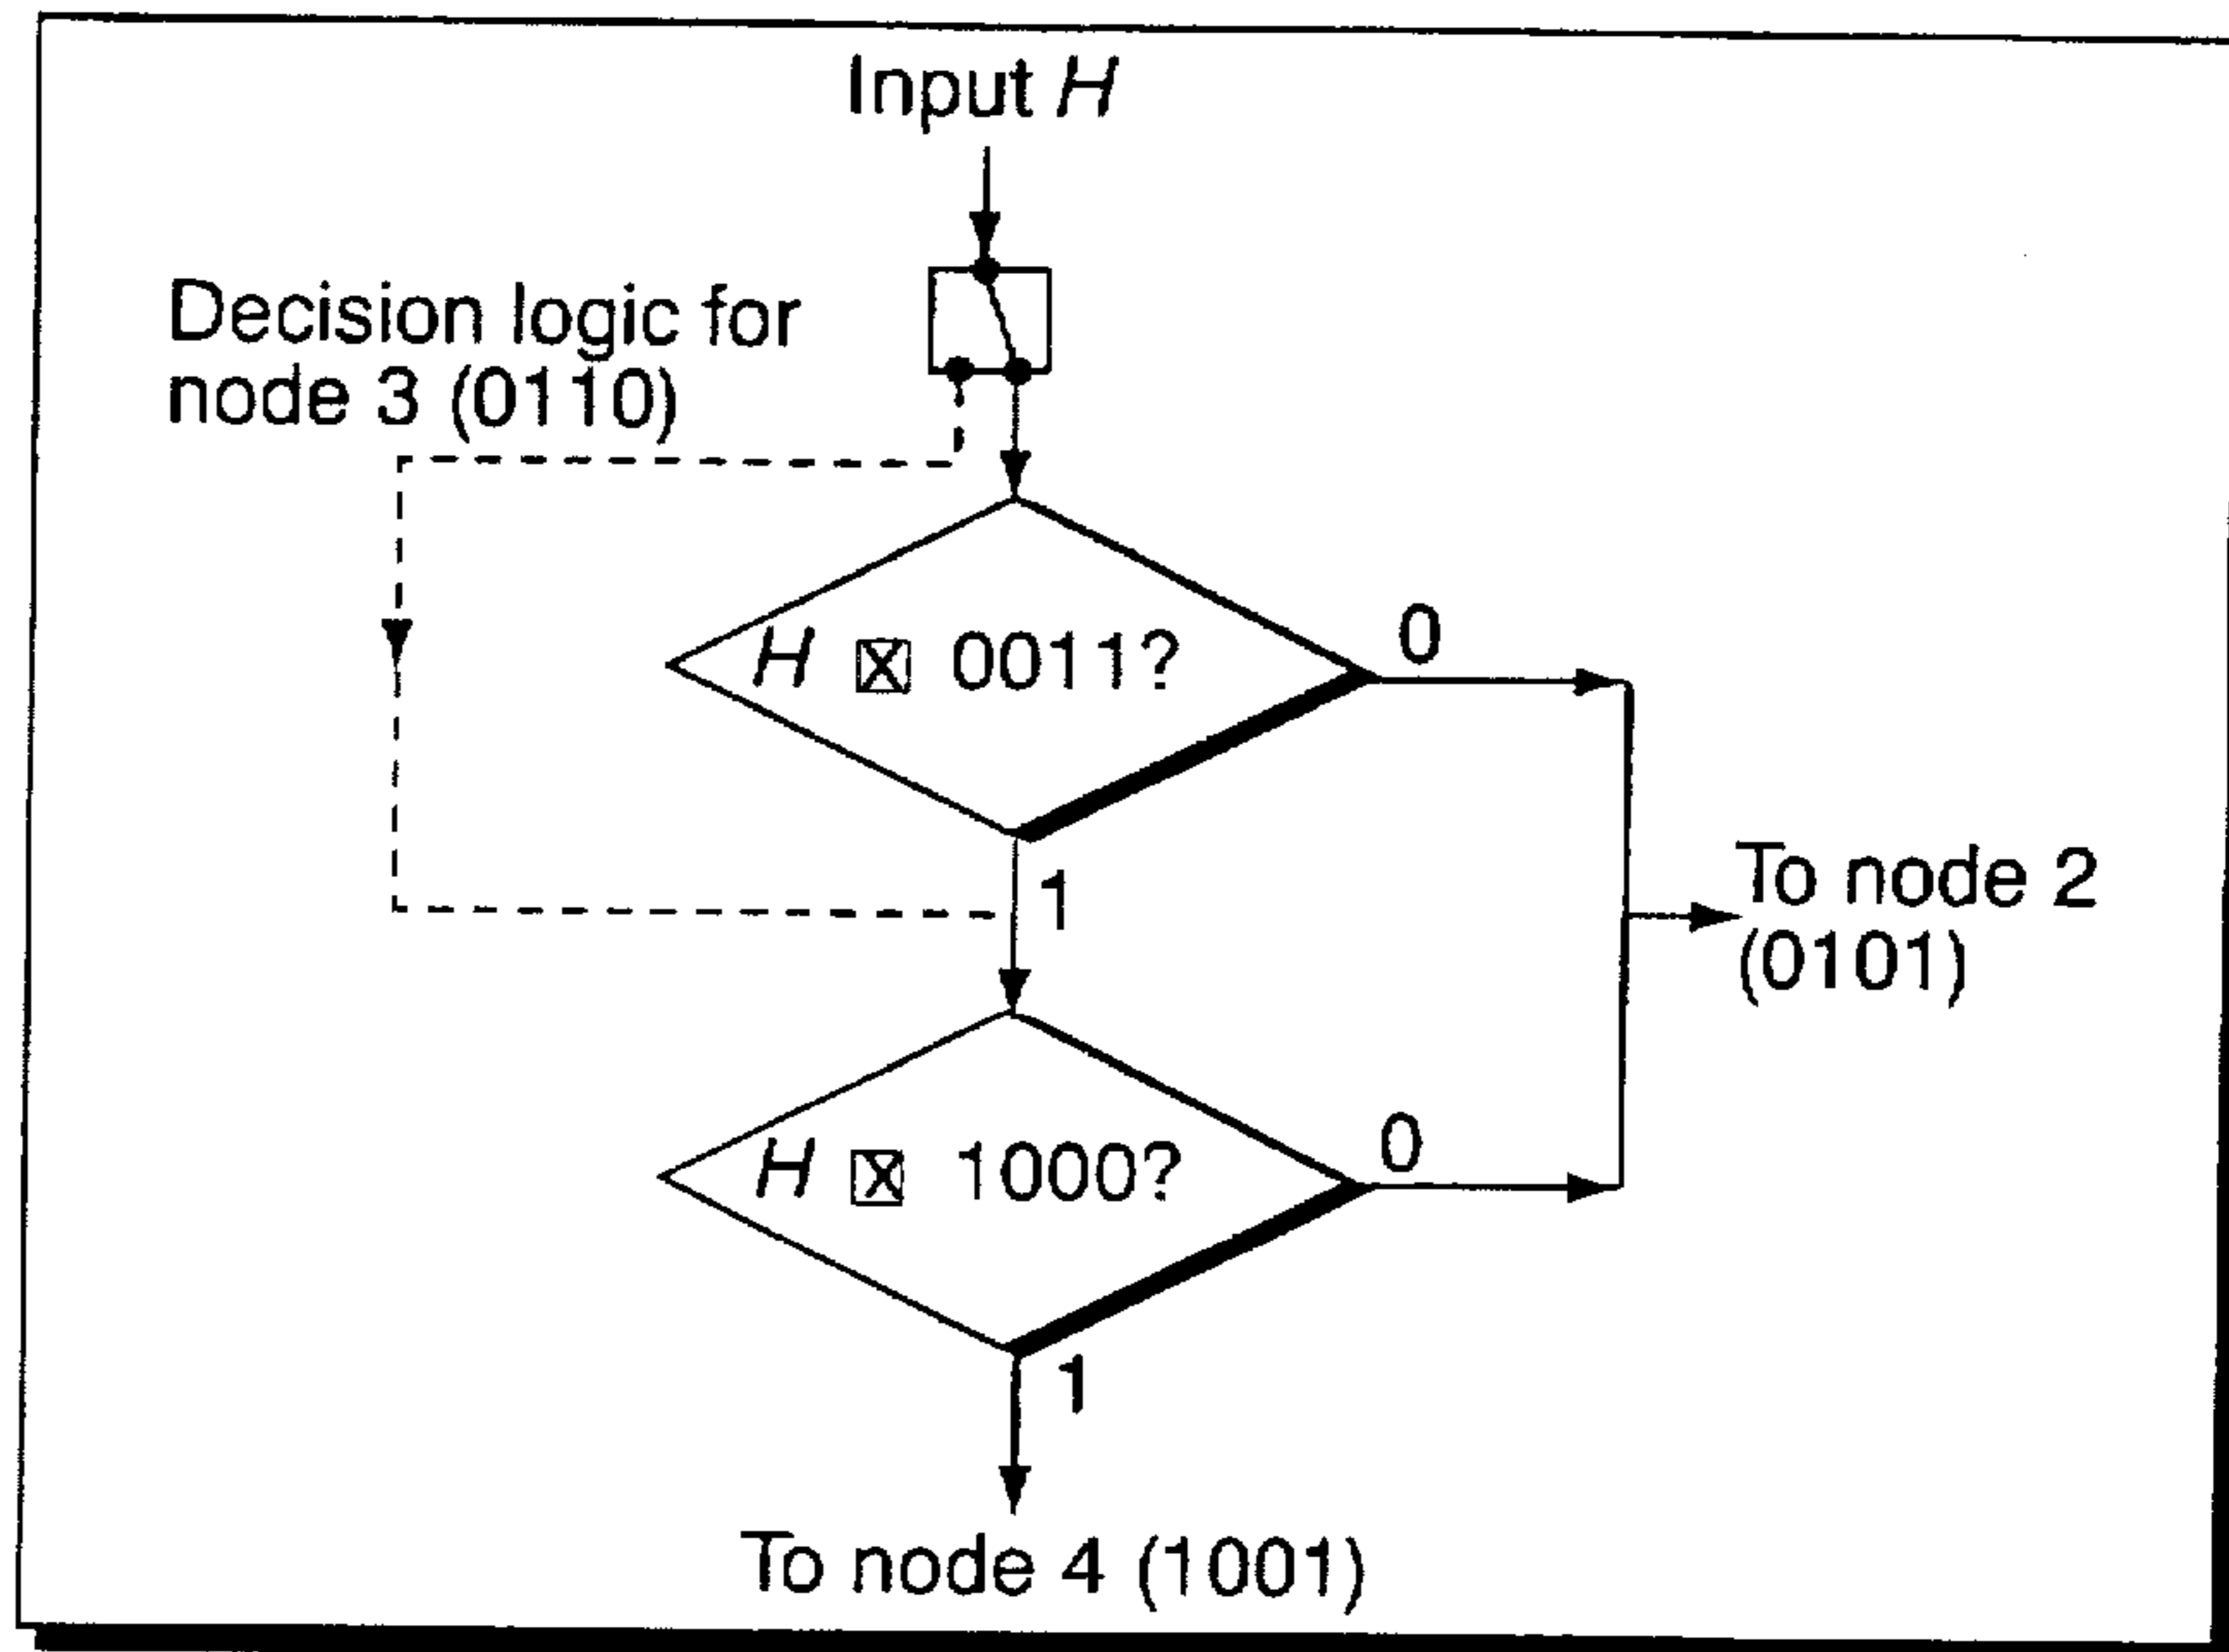 Input H
Decision logic for
node 3 (0110)
H ☒ 0011?
0
1
To node 2
(0101)
H ☒ 1000?
0
1
To node 4 (1001)